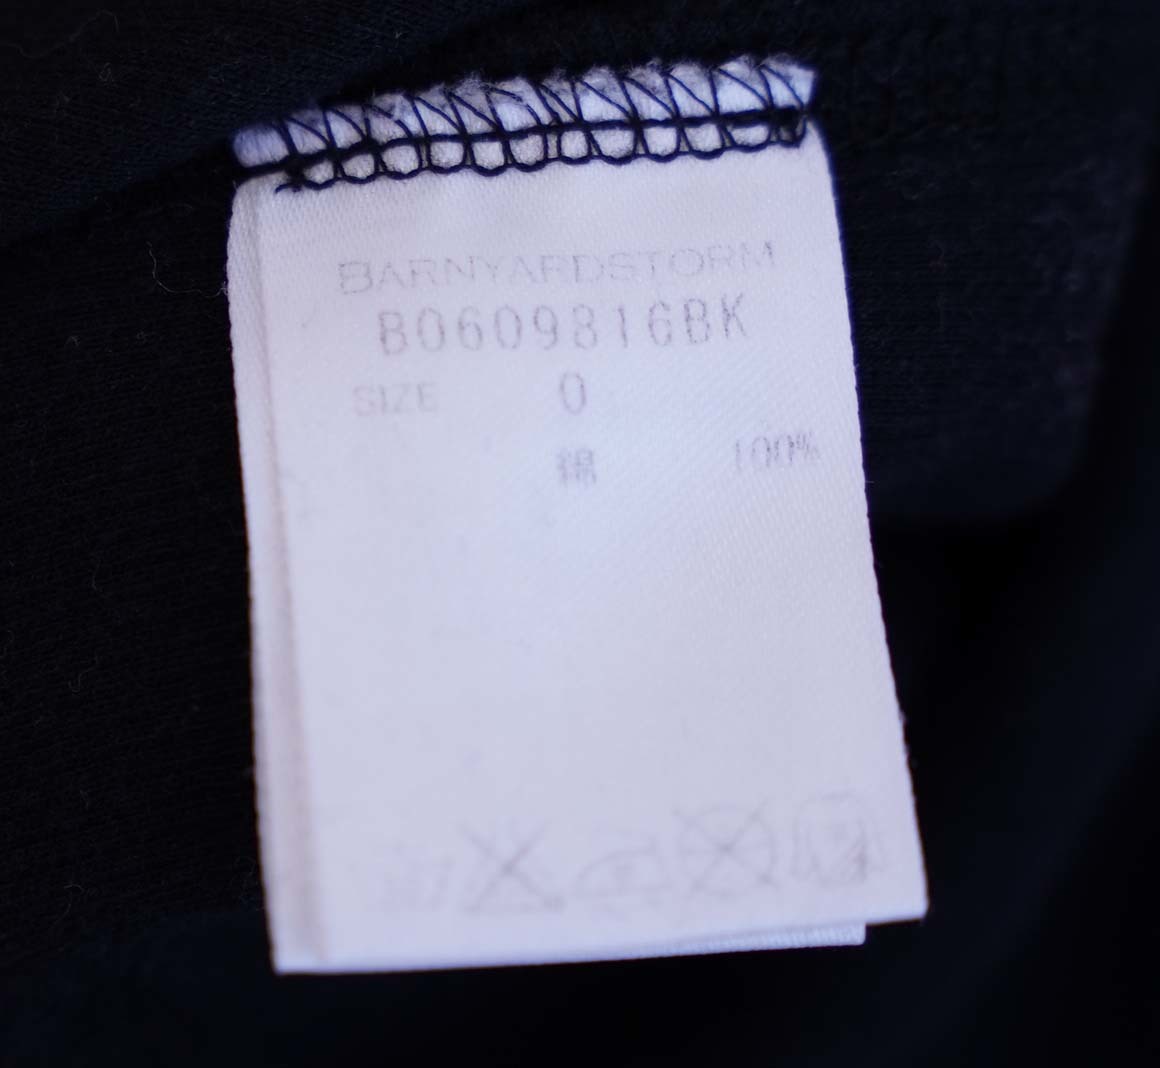 BARNYARDSTORM
B0609816BK
SIZE 0
綿 100%